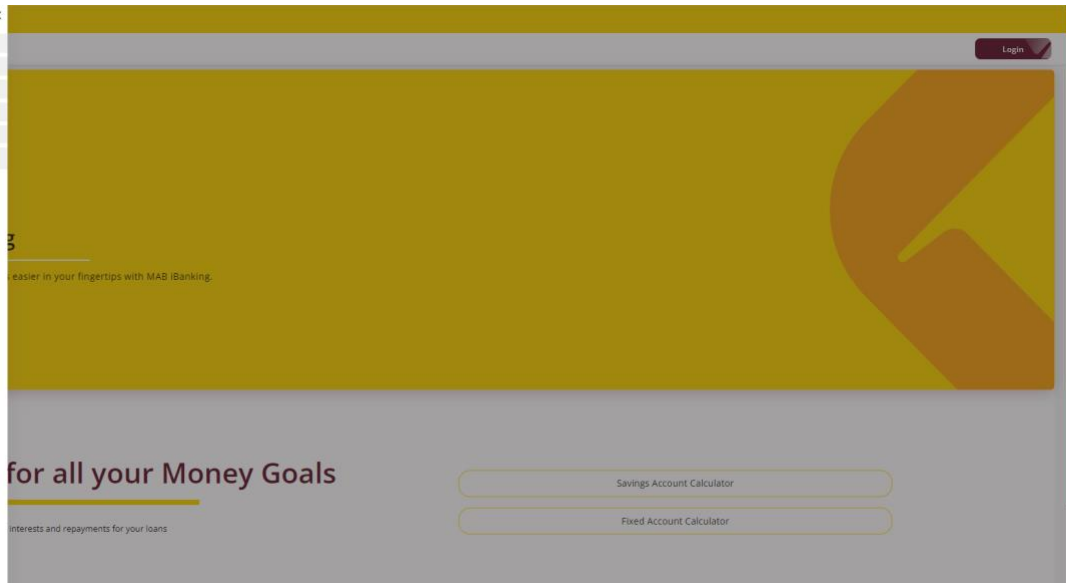 Login
g
easier in your fingertips with MAB iBanking.
for all your Money Goals
interests and repayments for your loans
Savings Account Calculator
Fixed Account Calculator